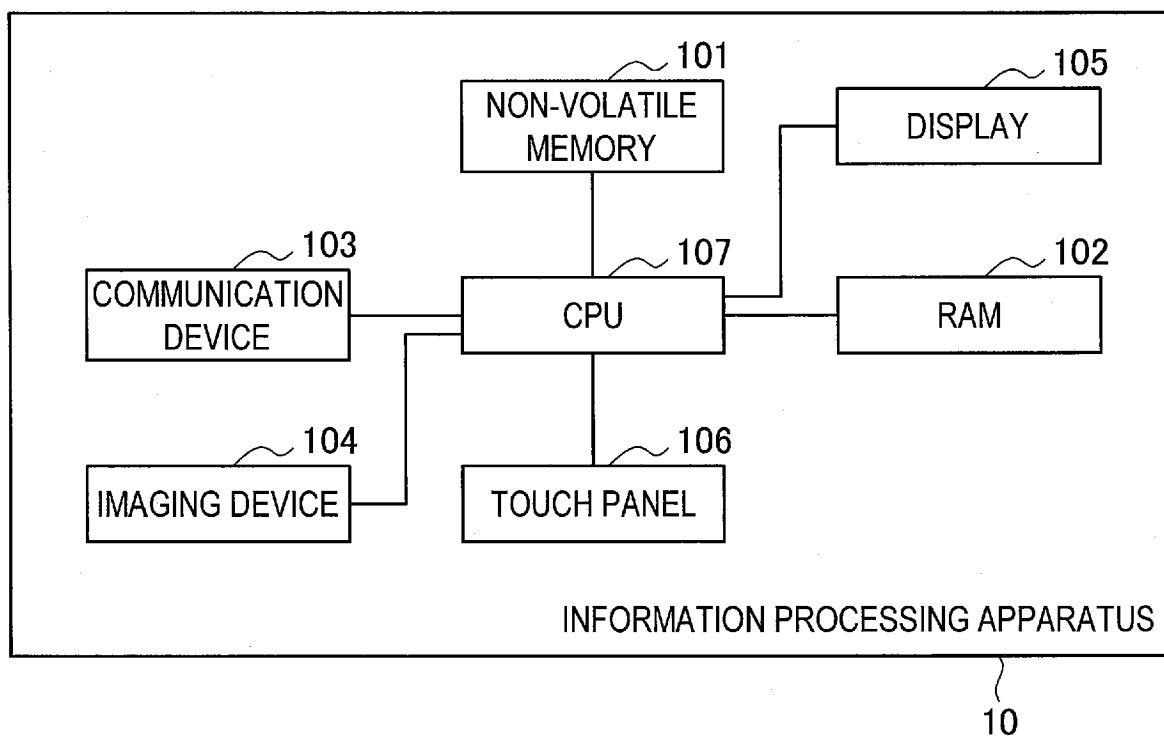 101
NON-VOLATILE
MEMORY
105
DISPLAY
103
COMMUNICATION
DEVICE
107
CPU
102
RAM
104
IMAGING DEVICE
106
TOUCH PANEL
INFORMATION PROCESSING APPARATUS
10